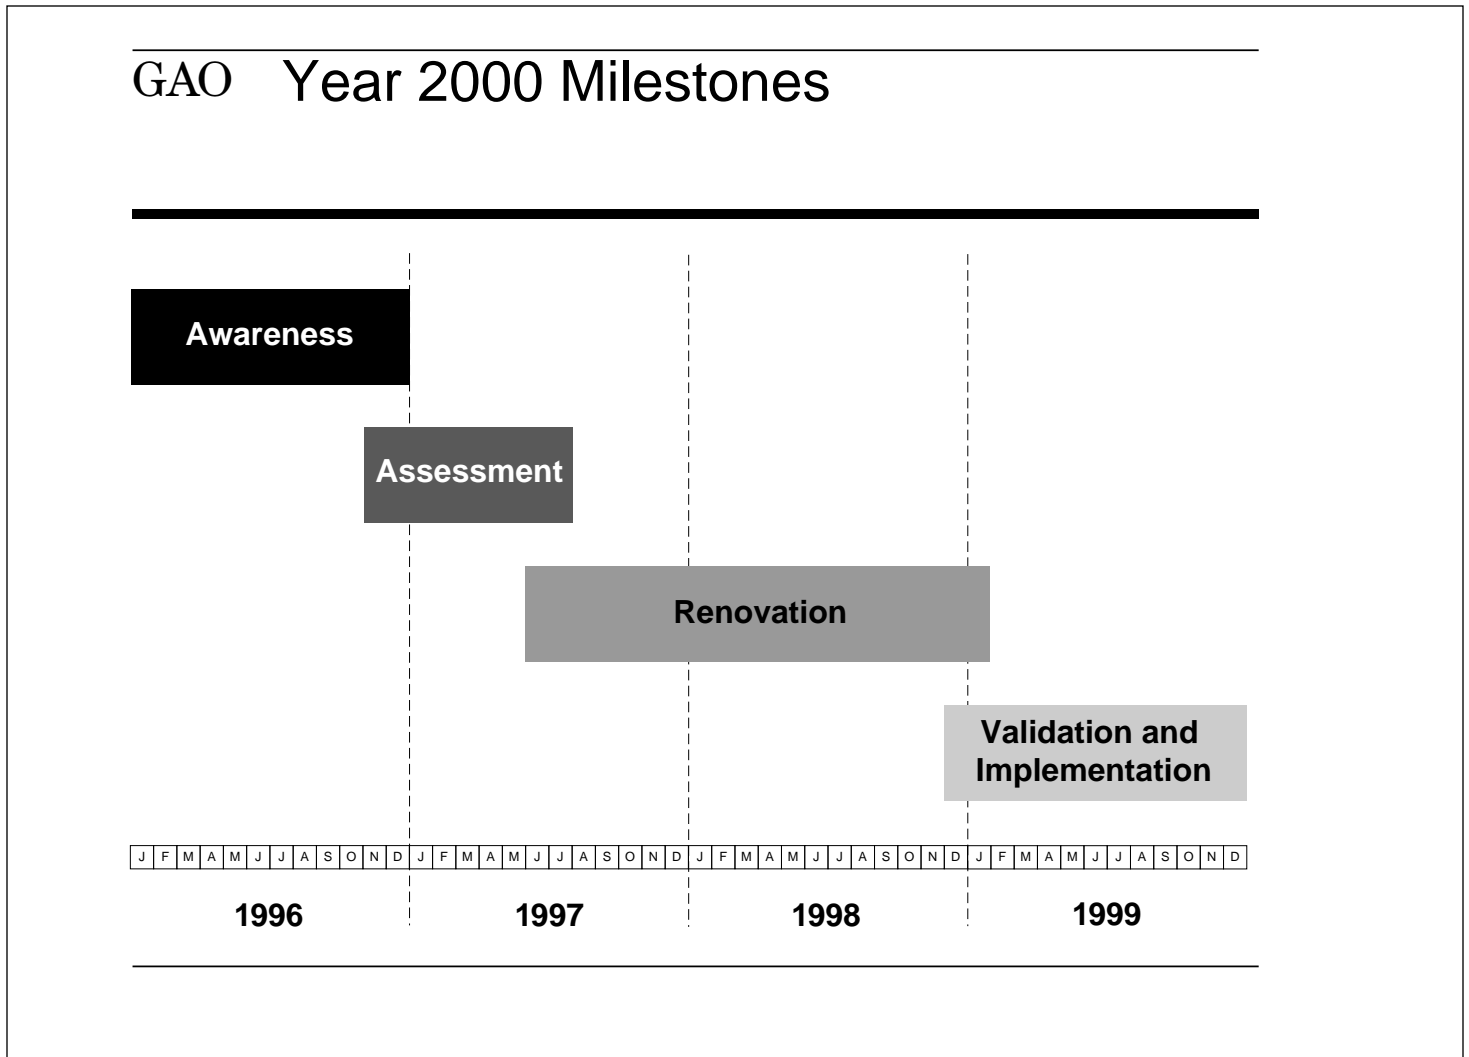 GAO Year 2000 Milestones
Awareness
Assessment
Renovation
Validation and
Implementation
J F M A M J J A S O N D J F M A M J J A S O N D J F M A M J J A S O N D J F M A M J J A S O N D
1996 1997 1998 1999